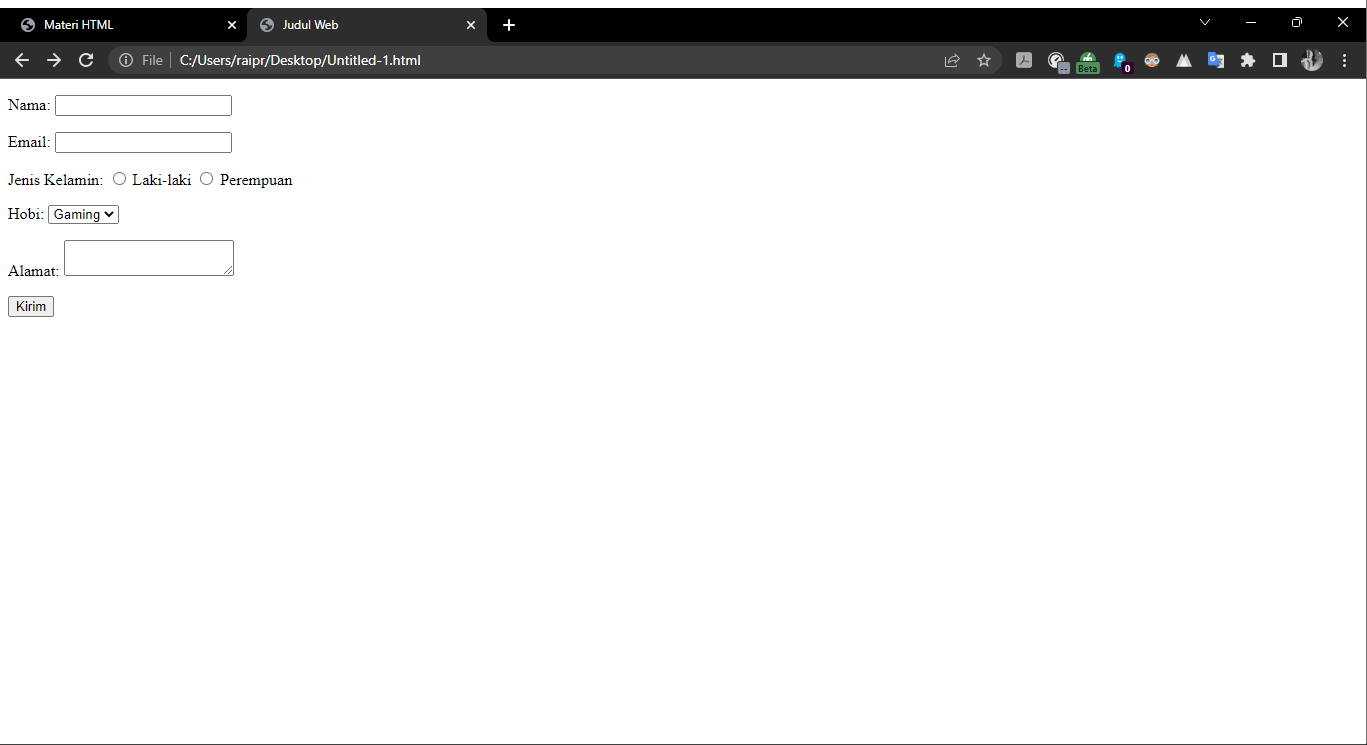 Materi HTML
Judul Web
File
C:/Users/raipr/Desktop/Untitled-1.html
Beta
0
Nama:
Email:
Jenis Kelamin: Laki-laki Perempuan
Hobi: Gaming
Alamat:
Kirim